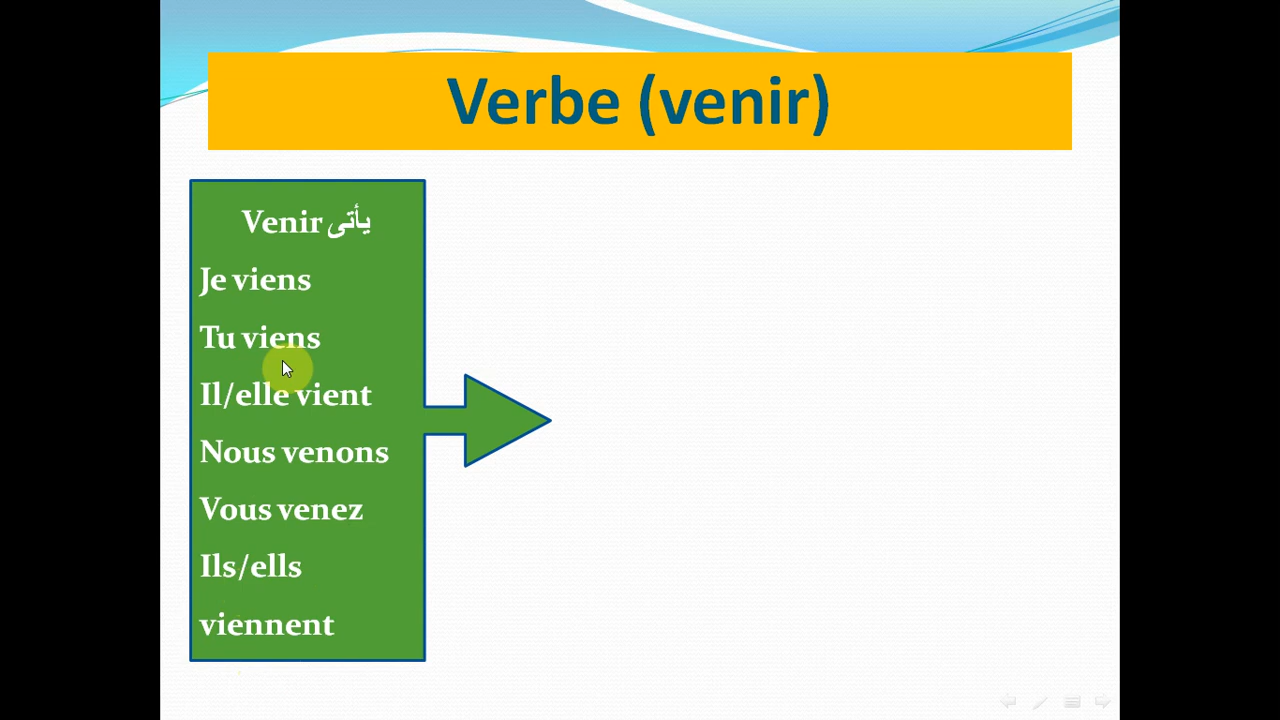 Verbe (venir)
Venir يأتى
Je viens
Tu viens
Il/elle vient
Nous venons
Vous venez
Ils/ells
viennent